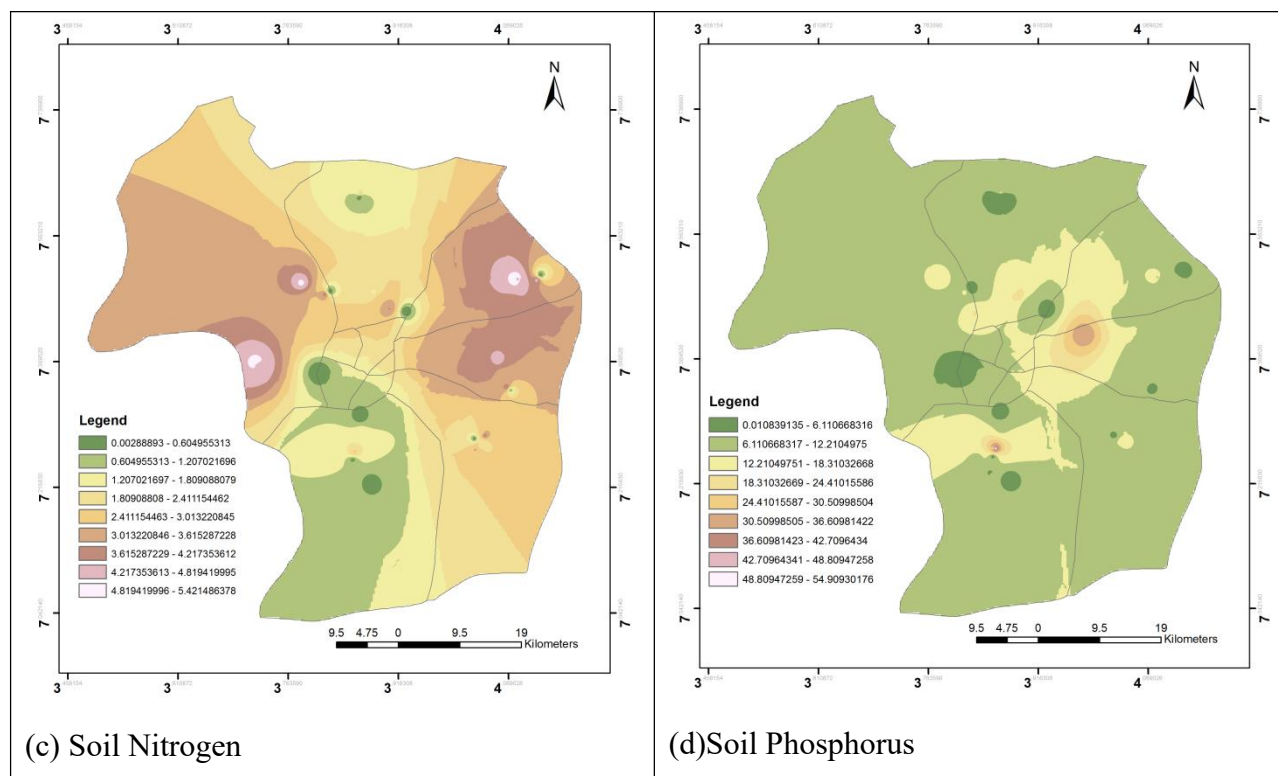 3 3 3 3 4
N
7
7
7
7
7
Legend
0.00288893 - 0.604955313
0.604955313 - 1.207021696
1.207021697 - 1.809088079
1.80908808 - 2.411154462
2.411154463 - 3.013220845
3.013220846 - 3.615287228
3.615287229 - 4.217353612
4.217353613 - 4.819419995
4.819419996 - 5.421486378
9.5 4.75 0 9.5 19
Kilometers
3 3 3 3 4
(c) Soil Nitrogen
3 3 3 3 4
N
7
7
7
7
7
Legend
0.010839135 - 6.110668316
6.110668317 - 12.2104975
12.21049751 - 18.31032668
18.31032669 - 24.41015586
24.41015587 - 30.50998504
30.50998505 - 36.60981422
36.60981423 - 42.7096434
42.70964341 - 48.80947258
48.80947259 - 54.90930176
9.5 4.75 0 9.5 19
Kilometers
3 3 3 3 4
(d)Soil Phosphorus